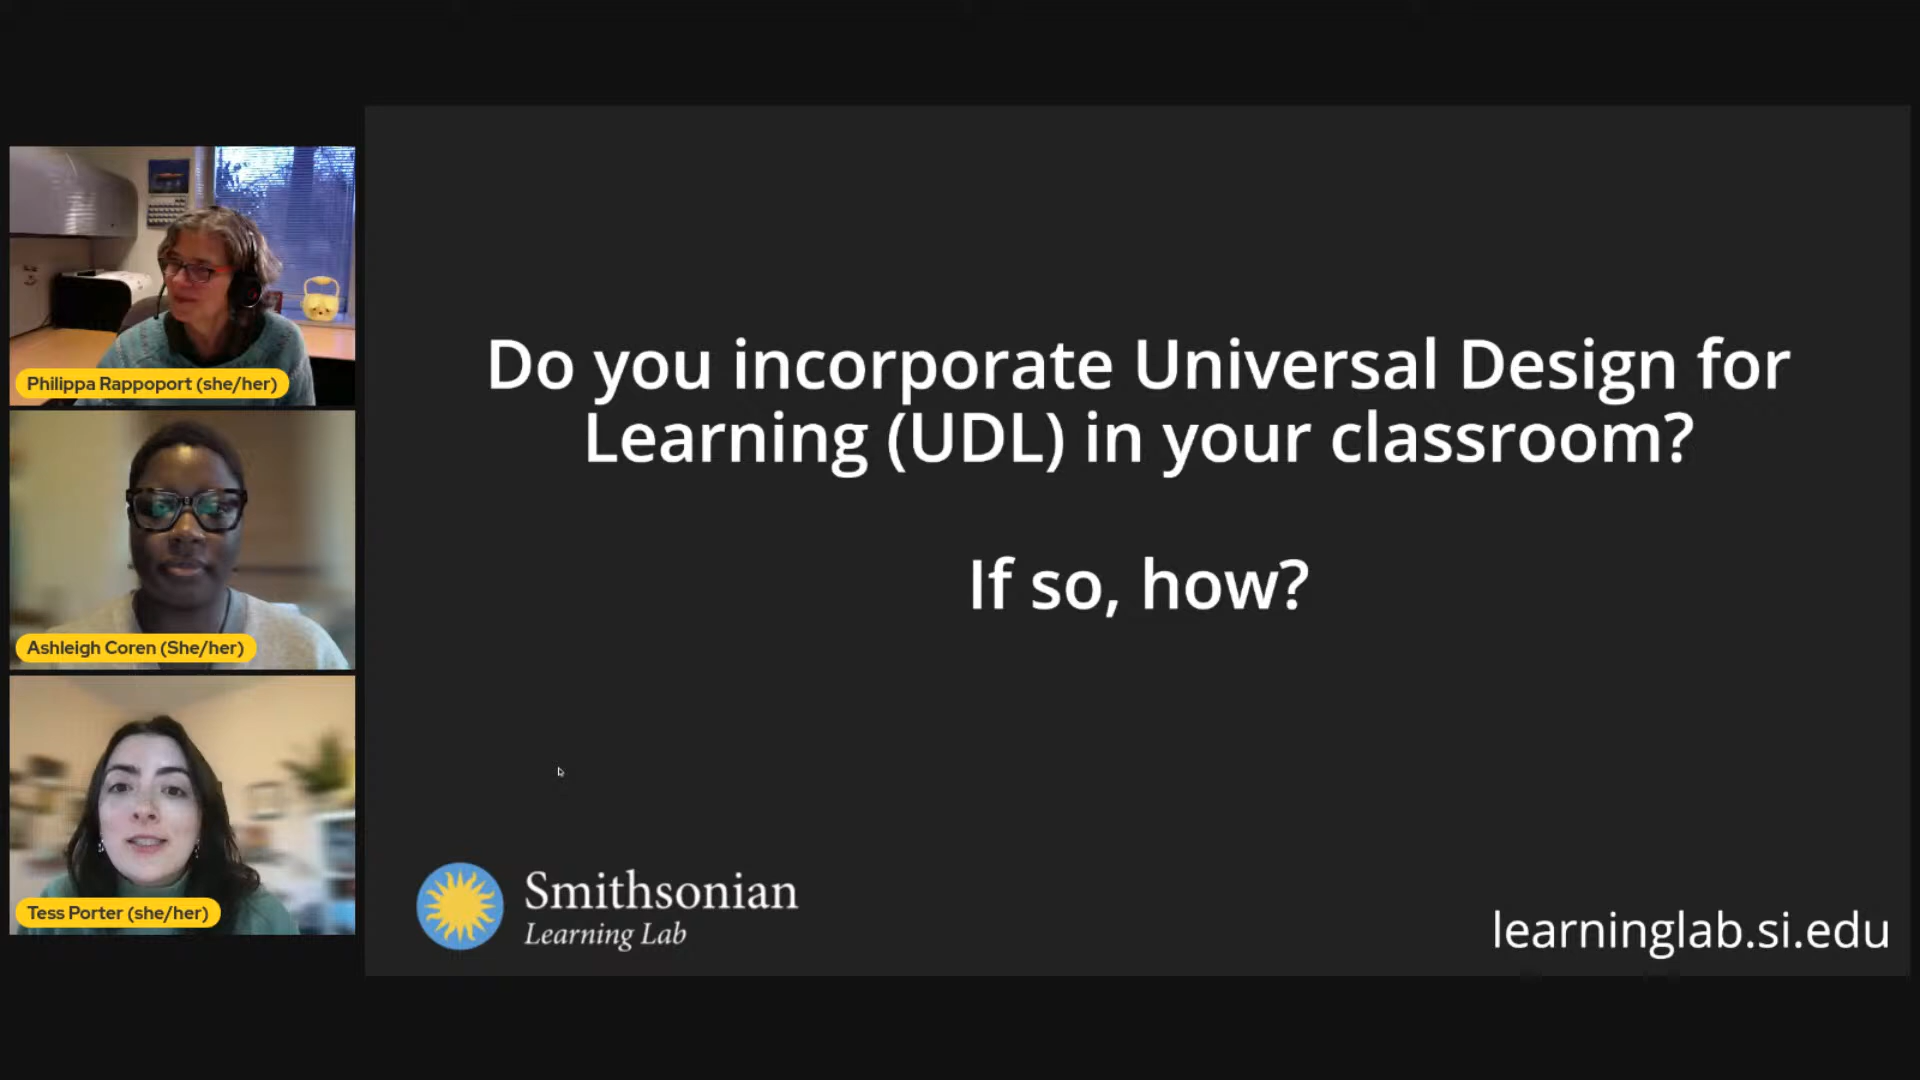 Philippa Rappoport (she/her)
Ashleigh Coren (She/her)
Tess Porter (she/her)
Do you incorporate Universal Design for
Learning (UDL) in your classroom?
If so, how?
Smithsonian
Learning Lab
learninglab.si.edu